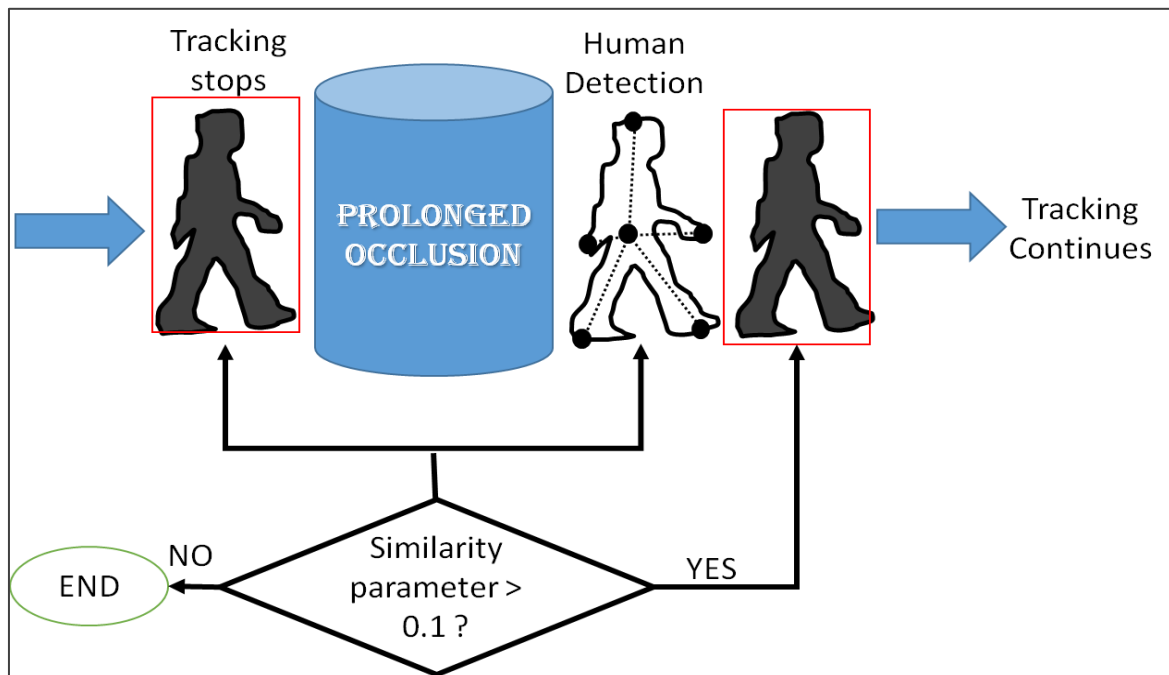 Tracking
stops
Human
Detection
PROLONGED
OCCLUSION
Tracking
Continues
NO
YES
END
Similarity
parameter >
0.1 ?